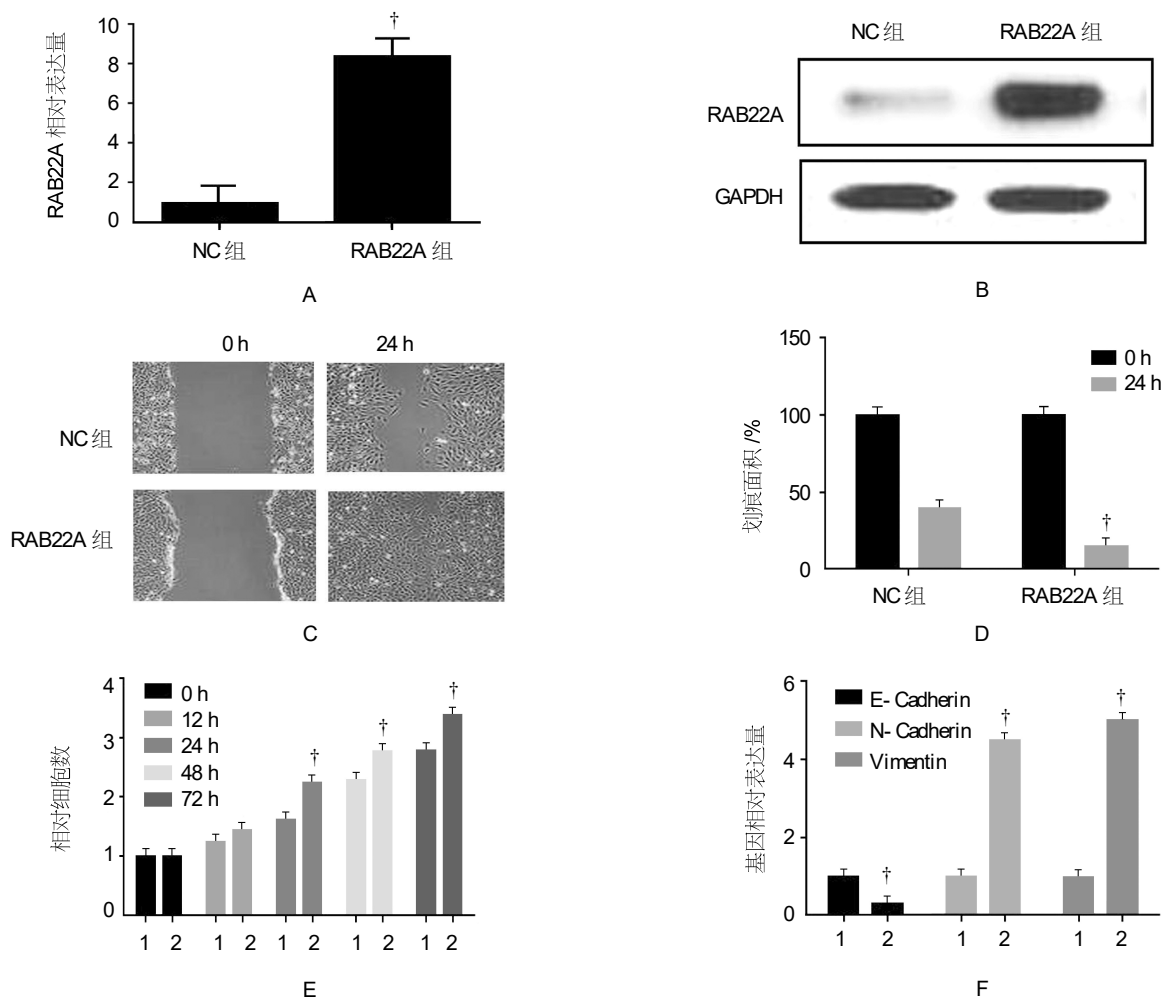 RAB22A 相对表达量
10
8
6
4
2
0
†
NC 组
RAB22A 组
A
NC 组
RAB22A 组
RAB22A
GAPDH
B
0 h
24 h
NC 组
RAB22A 组
C
划痕面积 /%
150
100
50
0
0 h
24 h
†
NC 组
RAB22A 组
D
相对细胞数
4
3
2
1
0
0 h
12 h
24 h
48 h
72 h
†
†
†
1 2 1 2 1 2 1 2 1 2
E
基因相对表达量
6
4
2
0
E- Cadherin
N- Cadherin
Vimentin
†
†
†
1 2 1 2 1 2
F